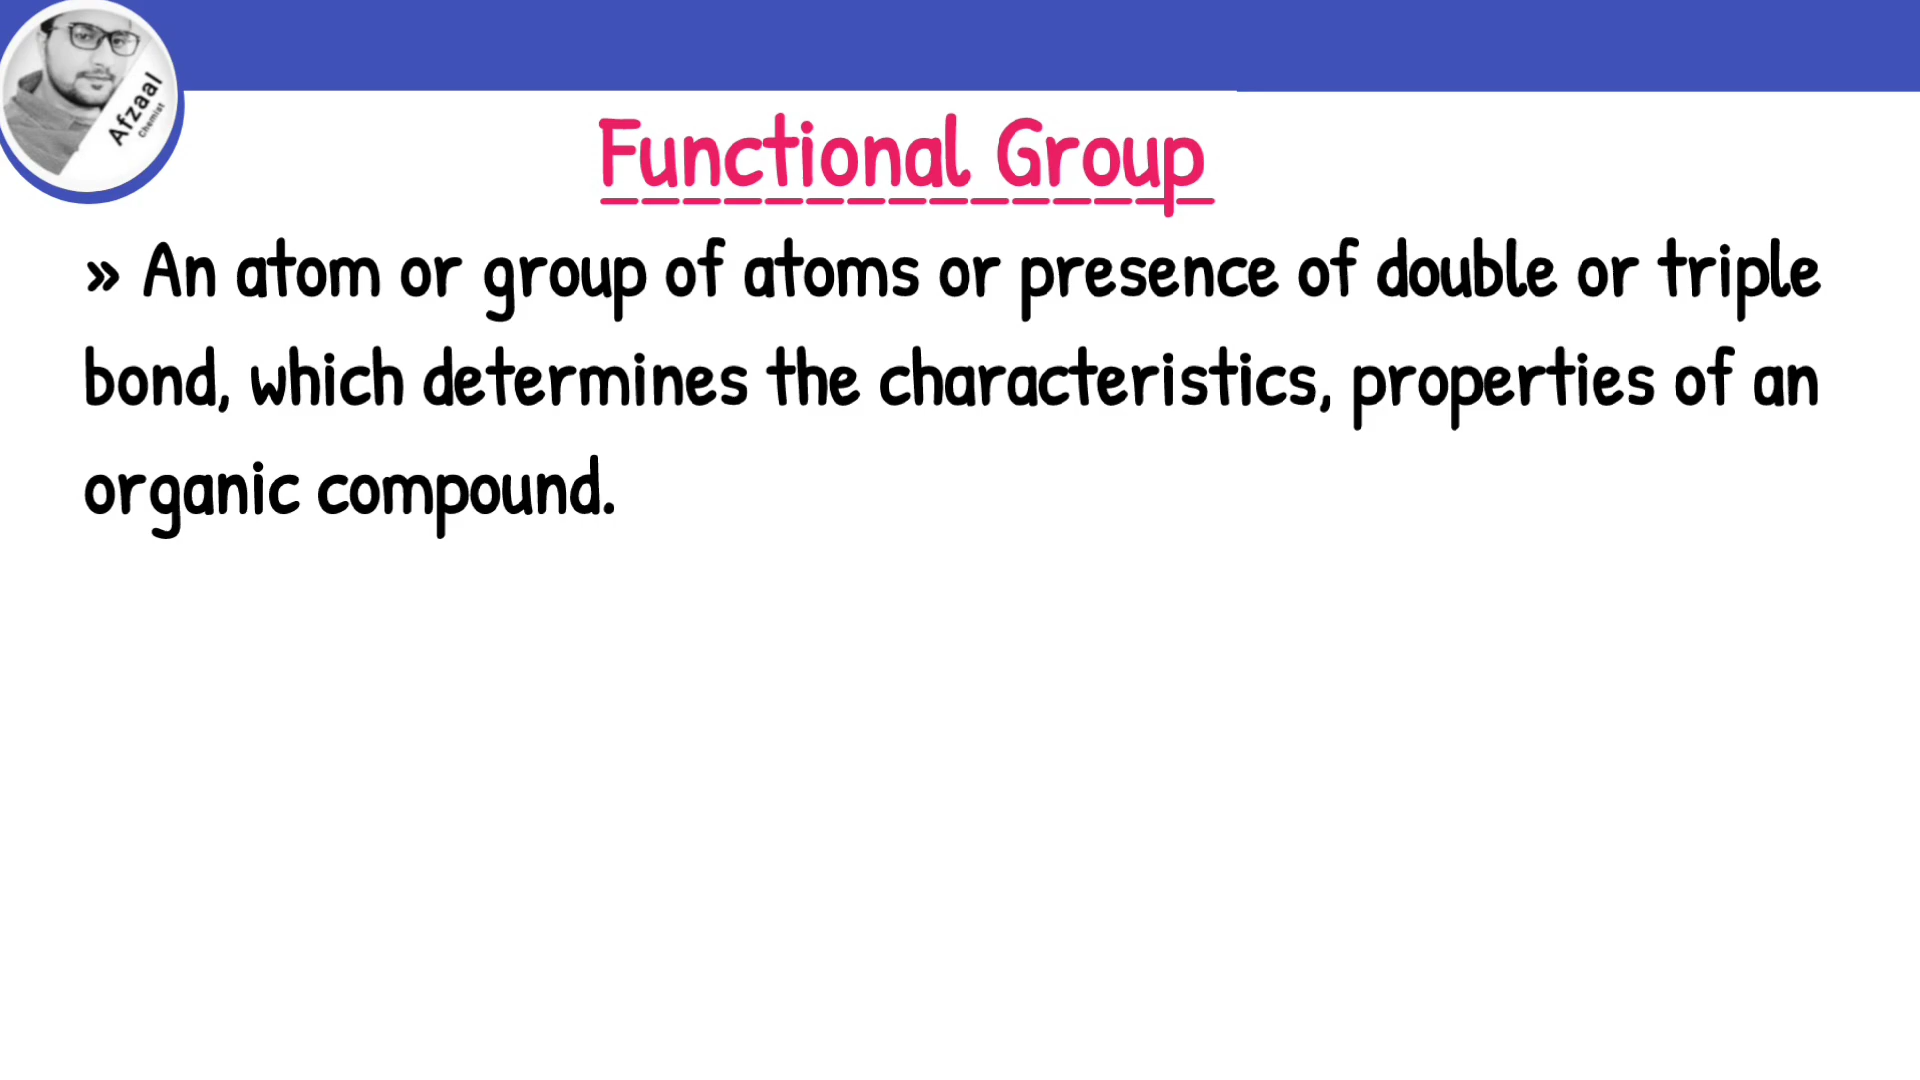 Afzaal
Chemist
Functional Group
» An atom or group of atoms or presence of double or triple
bond, which determines the characteristics, properties of an
organic compound.